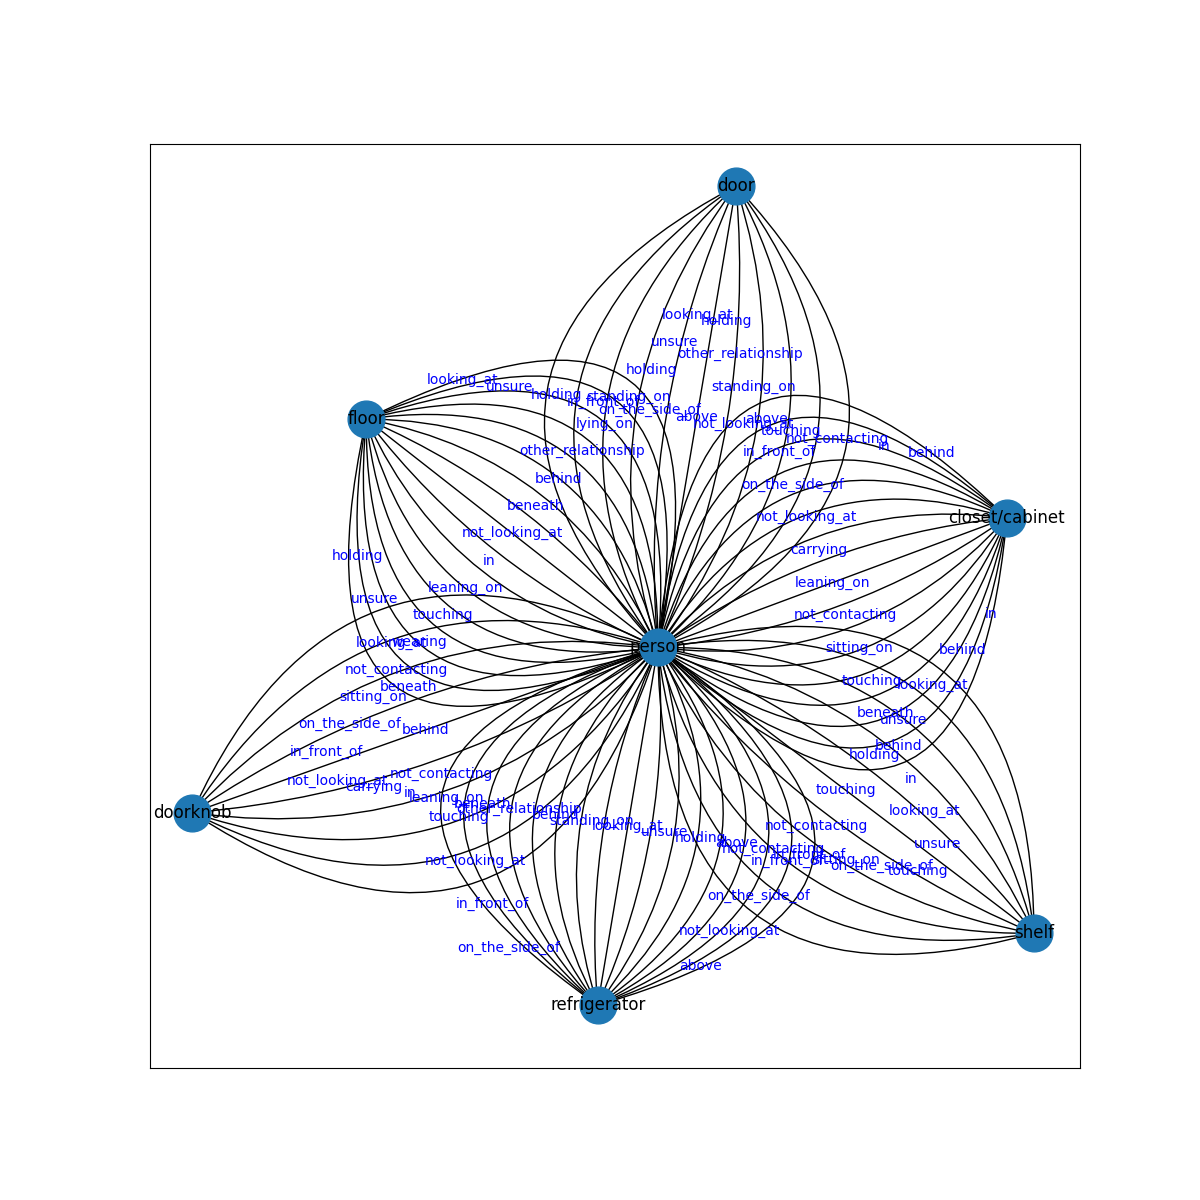 door
looking_at
holding
unsure
other_relationship
holding
looking_at
unsure
standing_on
holding
standing_on
in_front_of
on_the_side_of
above
above
floor
lying_on
not_looking_at
touching
not_contacting
in
other_relationship
in_front_of
behind
behind
on_the_side_of
beneath
not_looking_at
closet/cabinet
not_looking_at
carrying
holding
in
leaning_on
leaning_on
unsure
touching
not_contacting
in
looking_at
wearing
person
sitting_on
behind
not_contacting
beneath
touching
looking_at
sitting_on
on_the_side_of
behind
beneath
unsure
in_front_of
behind
holding
not_looking_at
carrying
not_contacting
in
touching
in
leaning_on
beneath
other_relationship
looking_at
doorknob
touching
behind
standing_on
looking_at
unsure
not_contacting
holding
above
unsure
not_contacting
in_front_of
in_front_of
sitting_on
on_the_side_of
touching
not_looking_at
in_front_of
on_the_side_of
not_looking_at
shelf
on_the_side_of
above
refrigerator